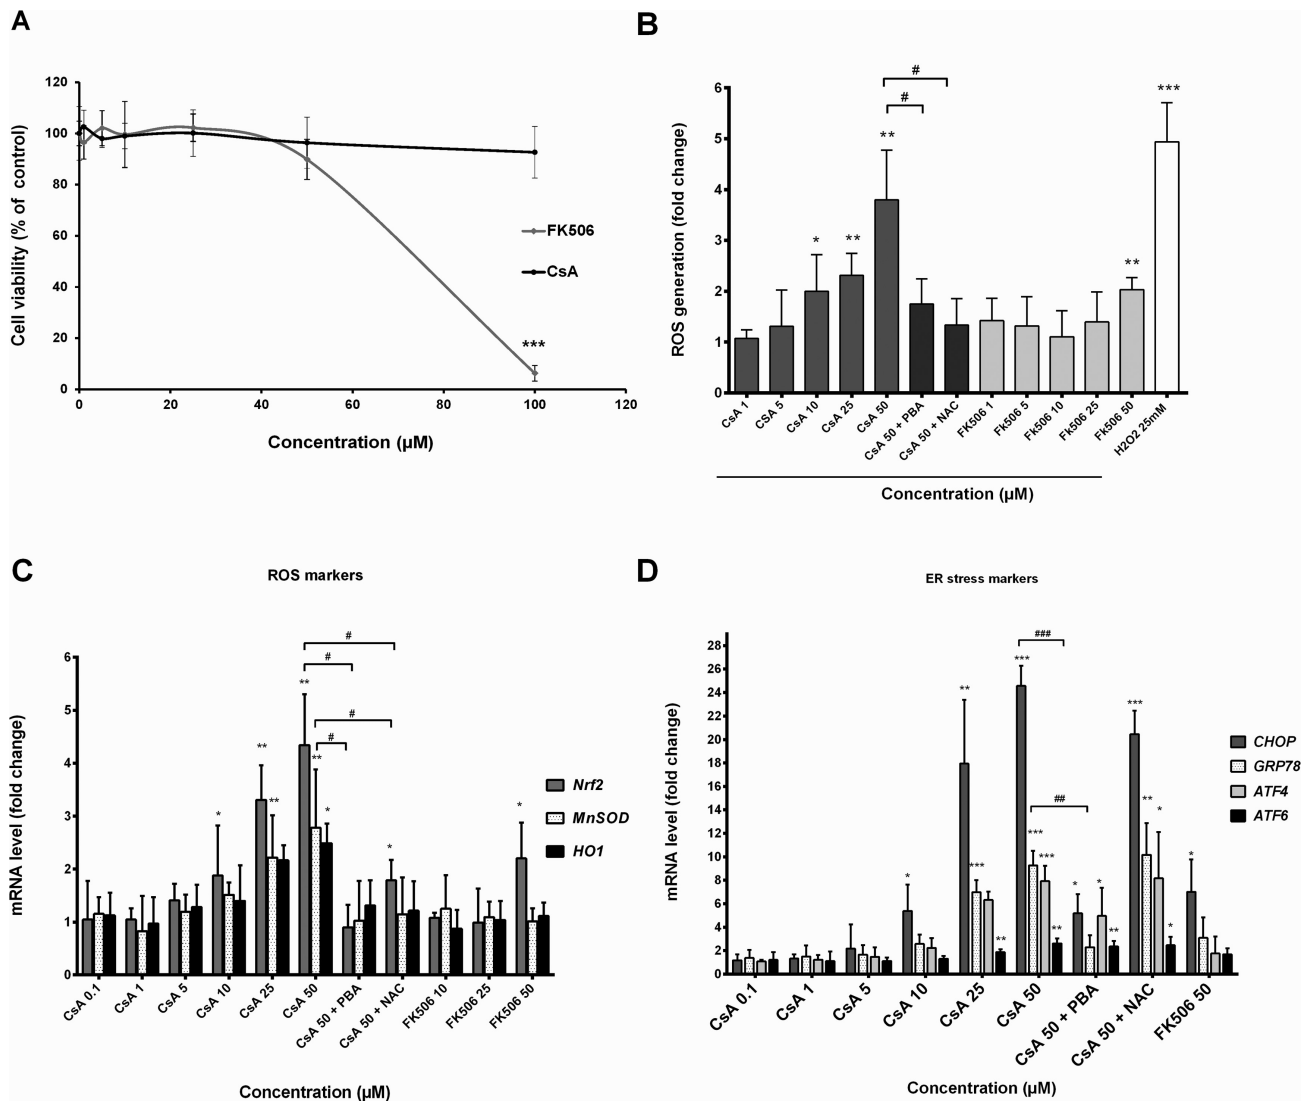 A
120
100
80
60
40
20
0
0
20
40
60
80
100
120
Cell viability (% of control)
Concentration (µM)
FK506
CsA
***
B
6
5
4
3
2
1
0
ROS generation (fold change)
#
#
*
**
**
**
***
CsA 1
CSA 5
CsA 10
CsA 25
CsA 50
CsA 50 + PBA
CsA 50 + NAC
FK506 1
Fk506 5
Fk506 10
Fk506 25
Fk506 50
H2O2 25mM
Concentration (µM)
C
ROS markers
6
5
4
3
2
1
0
mRNA level (fold change)
#
#
#
#
*
**
**
**
**
*
*
*
Nrf2
MnSOD
HO1
CsA 0.1
CsA 1
CsA 5
CsA 10
CsA 25
CsA 50
CsA 50 + PBA
CsA 50 + NAC
FK506 10
FK506 25
FK506 50
Concentration (µM)
D
ER stress markers
28
26
24
22
20
18
16
14
12
10
8
6
4
2
0
mRNA level (fold change)
###
##
*
**
***
**
***
***
***
**
*
*
**
***
**
*
*
*
CHOP
GRP78
ATF4
ATF6
CsA 0.1
CsA 1
CsA 5
CsA 10
CsA 25
CsA 50
CsA 50 + PBA
CsA 50 + NAC
FK506 50
Concentration (µM)